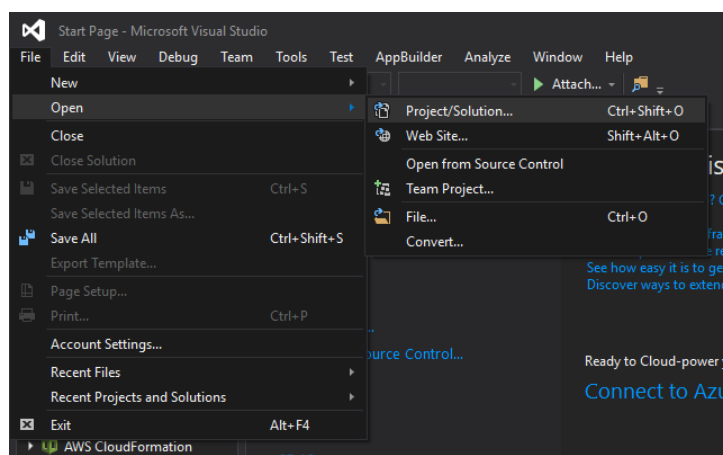 Start Page - Microsoft Visual Studio
File Edit View Debug Team Tools Test AppBuilder Analyze Window Help
New
Attach...
Open
Project/Solution... Ctrl+Shift+O
Web Site... Shift+Alt+O
Open from Source Control
Team Project...
File... Ctrl+O
Convert...
Close
Close Solution
Save Selected Items Ctrl+S
Save Selected Items As...
Save All Ctrl+Shift+S
Export Template...
Page Setup...
Print... Ctrl+P
Account Settings...
Recent Files
Recent Projects and Solutions
Exit Alt+F4
See how easy it is to ge
Discover ways to exten
ource Control...
Ready to Cloud-power
Connect to Azu
AWS CloudFormation